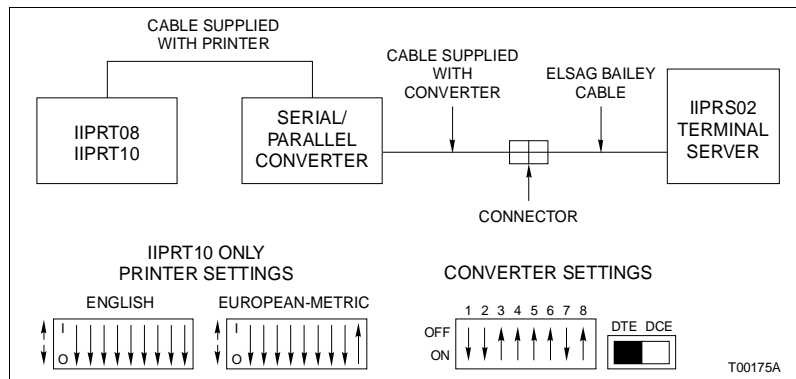 CABLE SUPPLIED
WITH PRINTER
IIPRT08
IIPRT10
SERIAL/
PARALLEL
CONVERTER
CABLE SUPPLIED
WITH
CONVERTER
ELSAG BAILEY
CABLE
IIPRS02
TERMINAL
SERVER
CONNECTOR
IIPRT10 ONLY
PRINTER SETTINGS
ENGLISH
I
O
EUROPEAN-METRIC
I
O
CONVERTER SETTINGS
1 2 3 4 5 6 7 8
OFF
ON
DTE DCE
T00175A